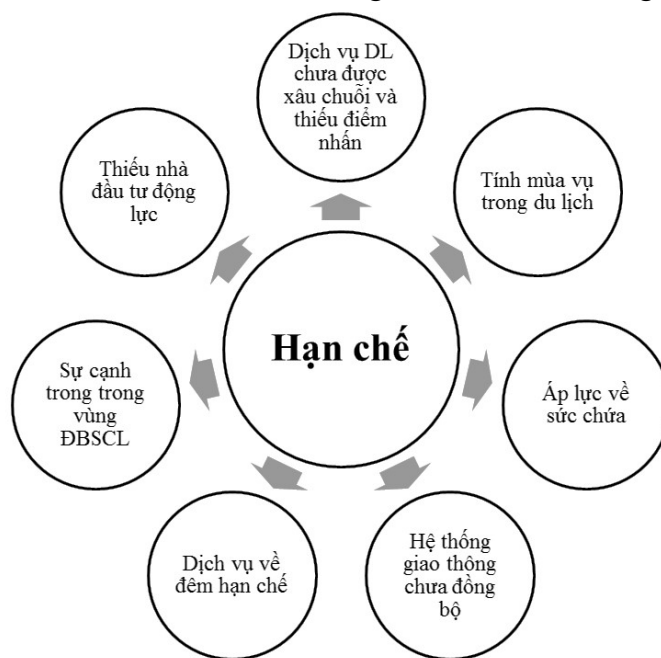 Dịch vụ DL
chưa được
xâu chuỗi và
thiếu điểm
nhấn
Tính mùa vụ
trong du lịch
Áp lực về
sức chứa
Hệ thống
giao thông
chưa đồng
bộ
Dịch vụ về
đêm hạn chế
Sự cạnh
trong trong
vùng
ĐBSCL
Thiếu nhà
đầu tư động
lực
Hạn chế